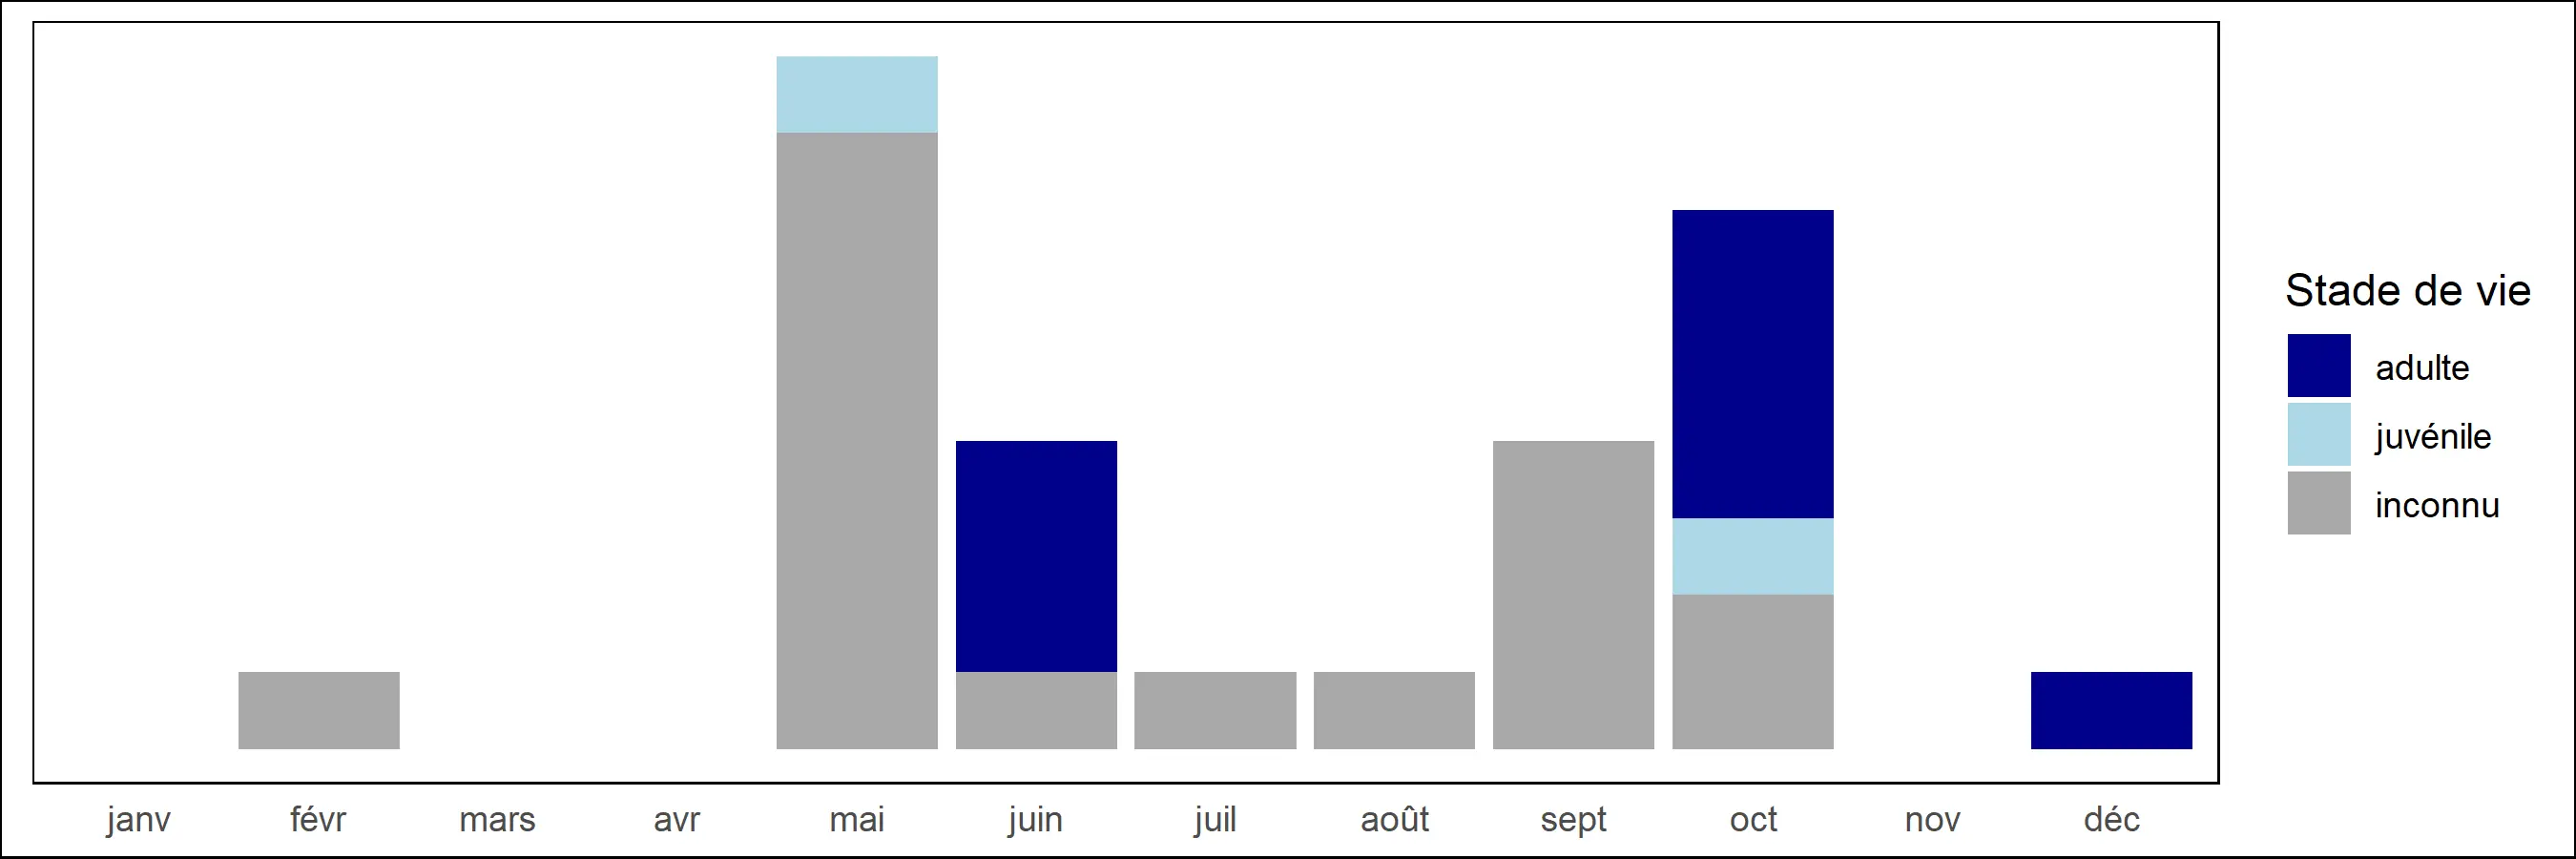 Stade de vie
adulte
juvénile
inconnu
janv févr mars avr mai juin juil août sept oct nov déc